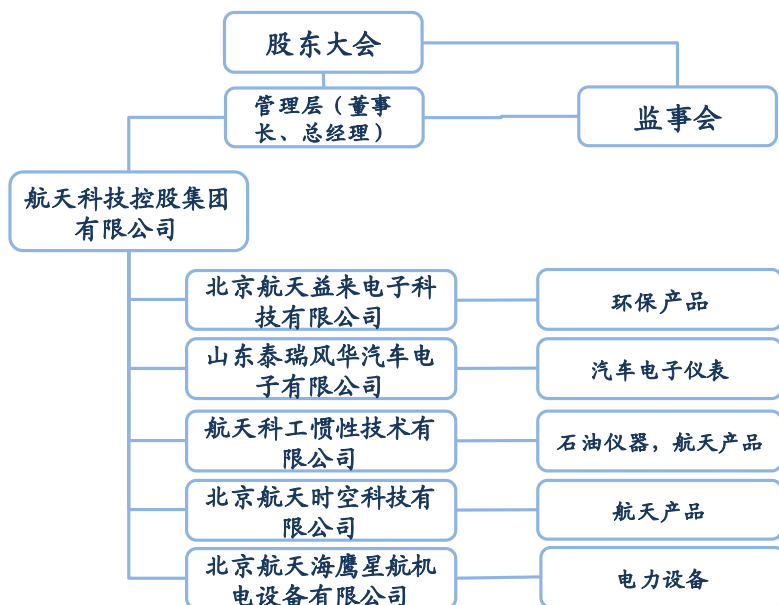 股东大会
管理层（董事
长、总经理）
监事会
航天科技控股集团
有限公司
北京航天益来电子科
技有限公司
环保产品
山东泰瑞风华汽车电
子有限公司
汽车电子仪表
航天科工惯性技术有
限公司
石油仪器，航天产品
北京航天时空科技有
限公司
航天产品
北京航天海鹰星航机
电设备有限公司
电力设备